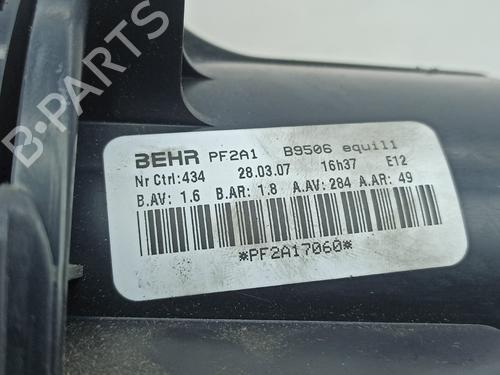 BEHR PF2A1 B9506 equili
Nr Ctrl:434 28.03.07 16h37 E12
B.AV: 1.6 B.AR: 1.8 A.AV: 284 A.AR: 49
*PF2A17060*
B-Parts